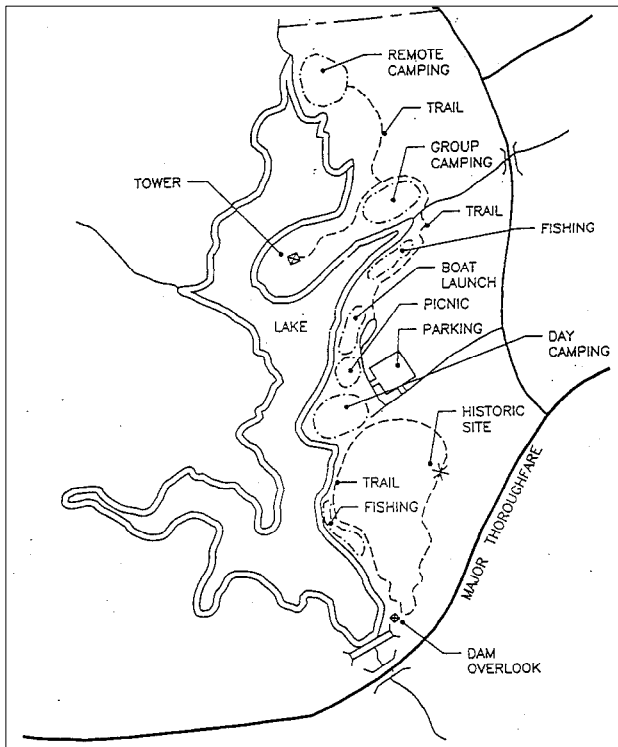 REMOTE
CAMPING
TRAIL
GROUP
CAMPING
TOWER
TRAIL
FISHING
BOAT
LAUNCH
PICNIC
LAKE
PARKING
DAY
CAMPING
HISTORIC
SITE
TRAIL
FISHING
MAJOR THOROUGHFARE
DAM
OVERLOOK